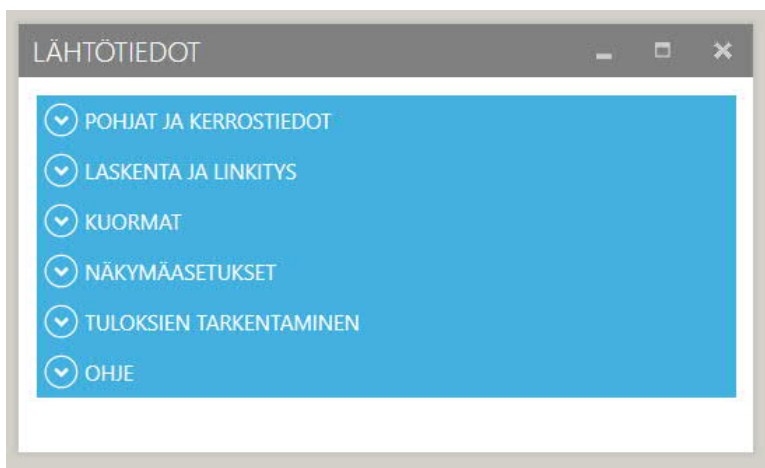 LÄHTÖTIEDOT
POHJAT JA KERROSTIEDOT
LASKENTA JA LINKITYS
KUORMAT
NÄKYMÄASETUKSET
TULOKSIEN TARKENTAMINEN
OHJE